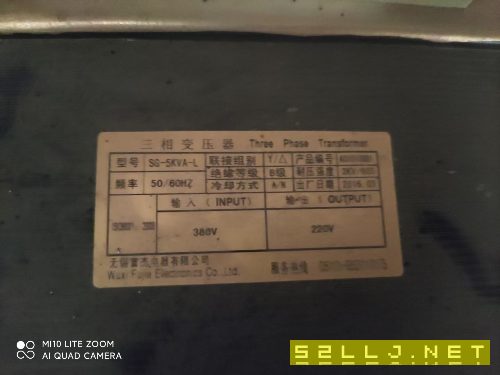 三相变压器 Three Phase Transformer
型号 SG-5KVA-L 联接组别 Y/△ 产品编号
绝缘等级 B级 耐压强度
频率 50/60HZ 冷却方式 A/N 出厂日期 2016.03
输入（INPUT） 输出（OUTPUT）
380V 220V
无锡富杰电器有限公司
Wuxi Fujie Electronics Co.,Ltd. 服务热线
MI10 LITE ZOOM
AI QUAD CAMERA
52LLJ.NET